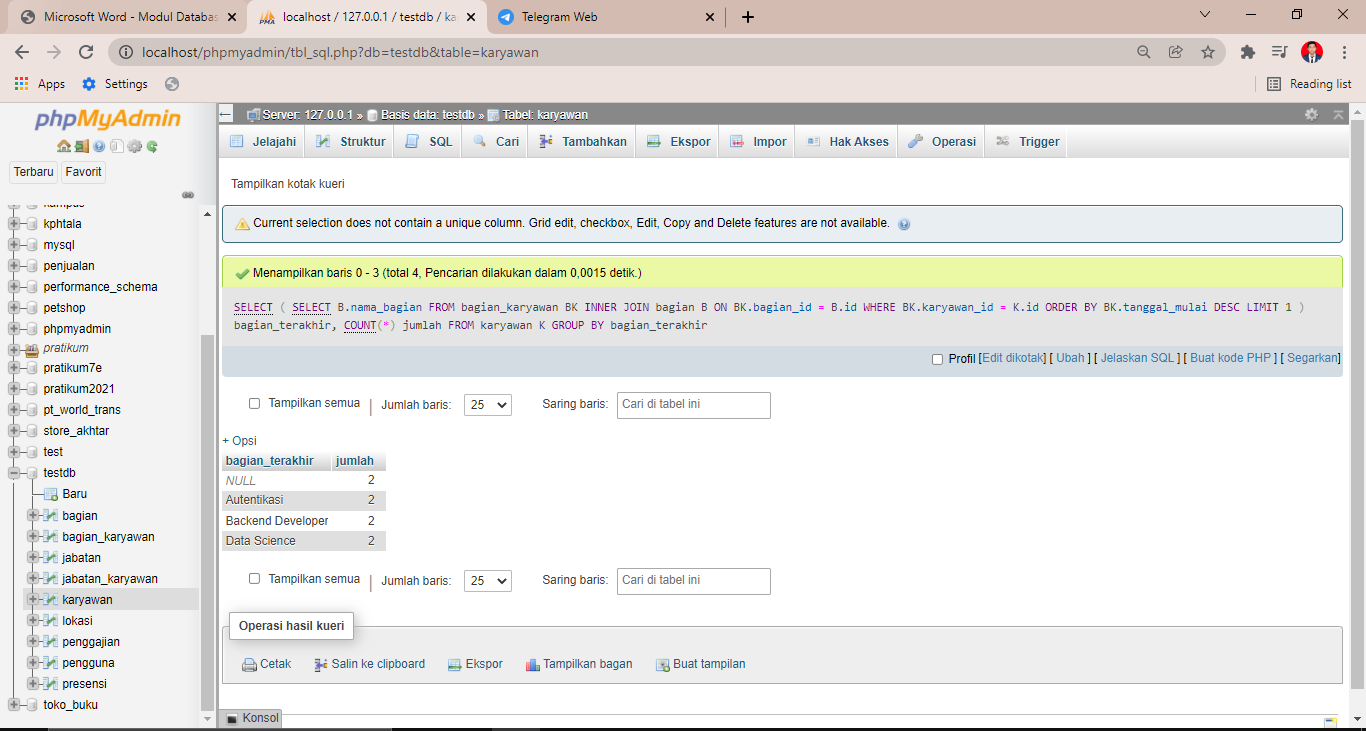 Microsoft Word - Modul Databas
localhost / 127.0.0.1 / testdb / ka
Telegram Web
localhost/phpmyadmin/tbl_sql.php?db=testdb&table=karyawan
Apps
Settings
Reading list
phpMyAdmin
Terbaru
Favorit
kampus
kphtala
mysql
penjualan
performance_schema
petshop
phpmyadmin
pratikum
pratikum7e
pratikum2021
pt_world_trans
store_akhtar
test
testdb
Baru
bagian
bagian_karyawan
jabatan
jabatan_karyawan
karyawan
lokasi
penggajian
pengguna
presensi
toko_buku
Server: 127.0.0.1 » Basis data: testdb » Tabel: karyawan
Jelajahi Struktur SQL Cari Tambahkan Ekspor Impor Hak Akses Operasi Trigger
Tampilkan kotak kueri
Current selection does not contain a unique column. Grid edit, checkbox, Edit, Copy and Delete features are not available.
Menampilkan baris 0 - 3 (total 4, Pencarian dilakukan dalam 0,0015 detik.)
SELECT ( SELECT B.nama_bagian FROM bagian_karyawan BK INNER JOIN bagian B ON BK.bagian_id = B.id WHERE BK.karyawan_id = K.id ORDER BY BK.tanggal_mulai DESC LIMIT 1 )
bagian_terakhir, COUNT(*) jumlah FROM karyawan K GROUP BY bagian_terakhir
Profil [Edit dikotak] [ Ubah ] [ Jelaskan SQL ] [ Buat kode PHP ] [ Segarkan]
Tampilkan semua | Jumlah baris: 25 Saring baris: Cari di tabel ini
+ Opsi
bagian_terakhir jumlah
NULL 2
Autentikasi 2
Backend Developer 2
Data Science 2
Tampilkan semua | Jumlah baris: 25 Saring baris: Cari di tabel ini
Operasi hasil kueri
Cetak Salin ke clipboard Ekspor Tampilkan bagan Buat tampilan
Konsol